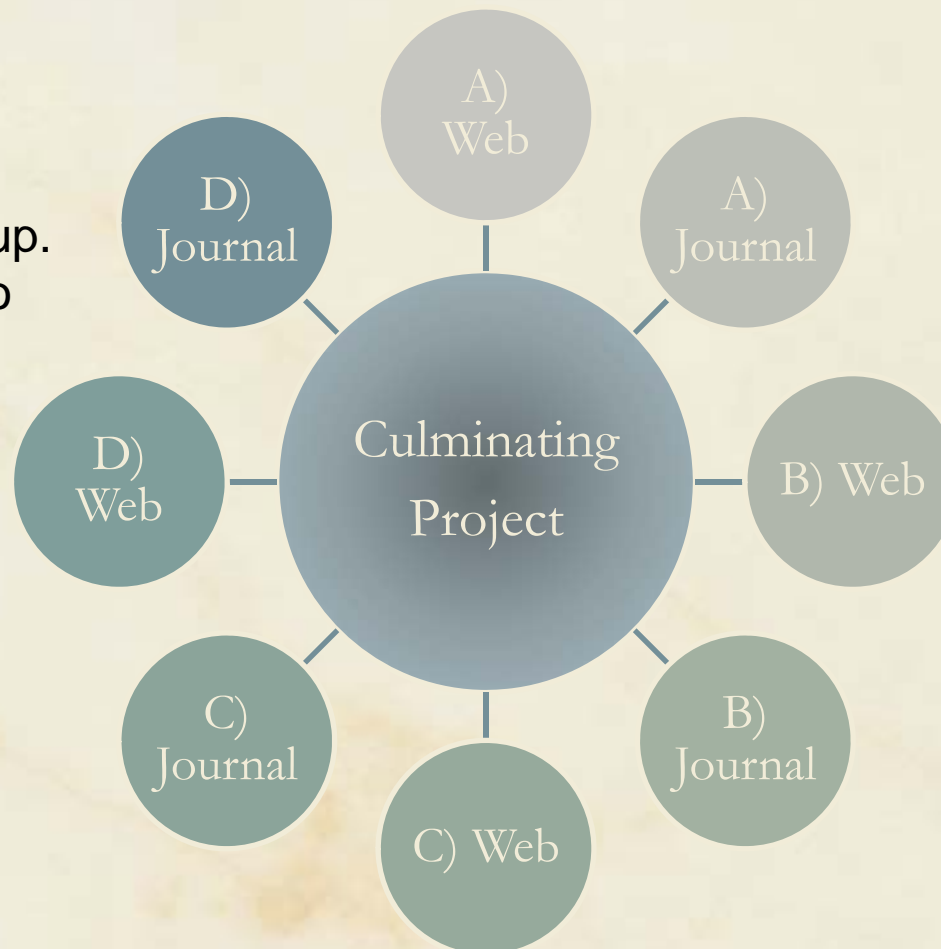 up.
A)
Web
A)
Journal
B) Web
B)
Journal
C) Web
C)
Journal
D)
Web
D)
Journal
Culminating
Project